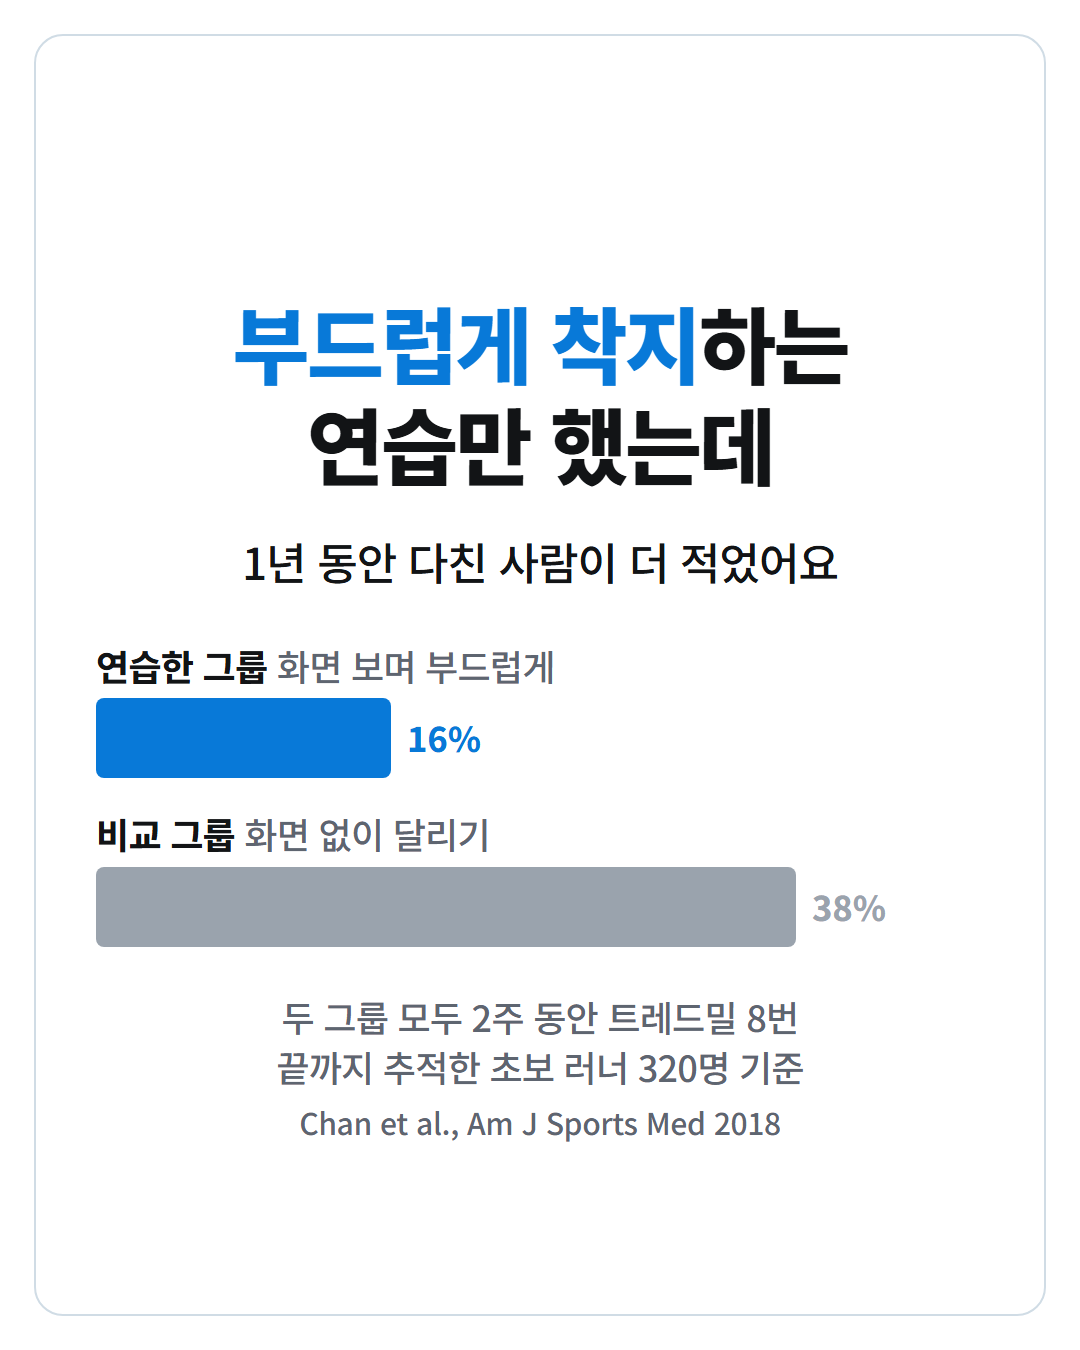 부드럽게 착지하는
연습만 했는데
1년 동안 다친 사람이 더 적었어요
연습한 그룹 화면 보며 부드럽게
16%
비교 그룹 화면 없이 달리기
38%
두 그룹 모두 2주 동안 트레드밀 8번
끝까지 추적한 초보 러너 320명 기준
Chan et al., Am J Sports Med 2018